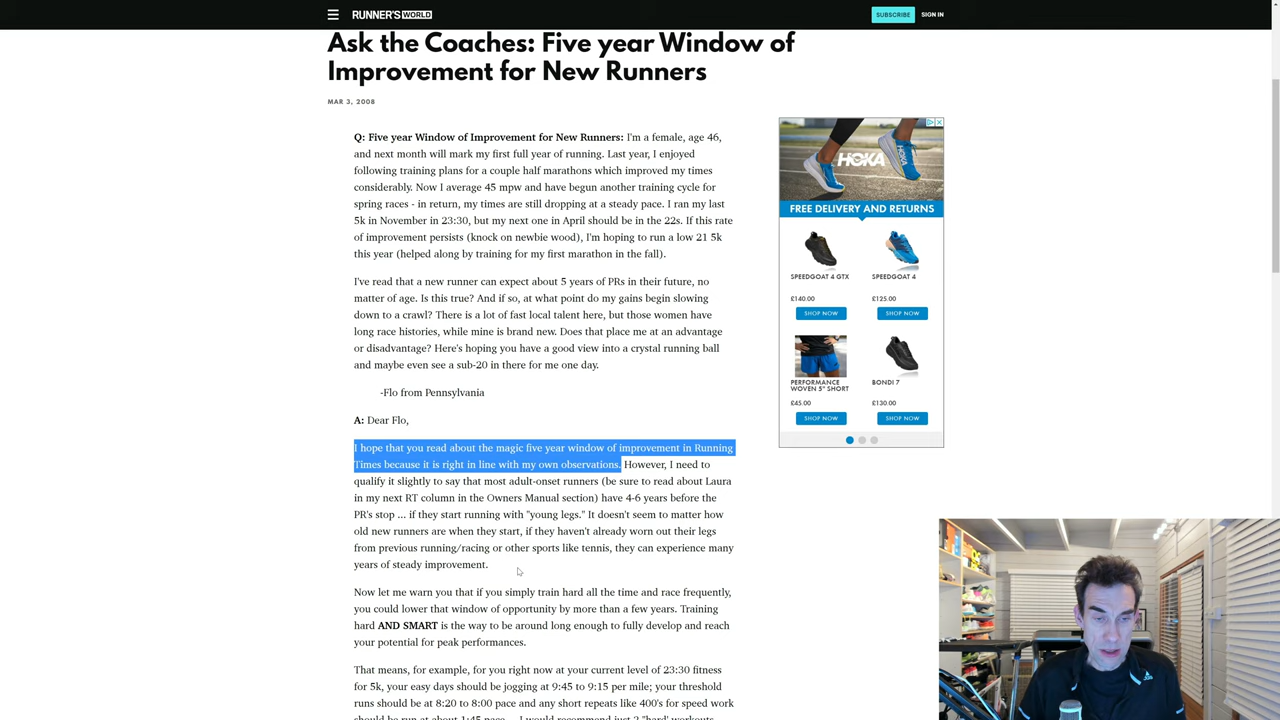 RUNNER'S WORLD
SUBSCRIBE
SIGN IN
Ask the Coaches: Five year Window of
Improvement for New Runners
MAR 3, 2008
Q: Five year Window of Improvement for New Runners: I'm a female, age 46,
and next month will mark my first full year of running. Last year, I enjoyed
following training plans for a couple half marathons which improved my times
considerably. Now I average 45 mpw and have begun another training cycle for
spring races - in return, my times are still dropping at a steady pace. I ran my last
5k in November in 23:30, but my next one in April should be in the 22s. If this rate
of improvement persists (knock on newbie wood), I'm hoping to run a low 21 5k
this year (helped along by training for my first marathon in the fall).
I've read that a new runner can expect about 5 years of PRs in their future, no
matter of age. Is this true? And if so, at what point do my gains begin slowing
down to a crawl? There is a lot of fast local talent here, but those women have
long race histories, while mine is brand new. Does that place me at an advantage
or disadvantage? Here's hoping you have a good view into a crystal running ball
and maybe even see a sub-20 in there for me one day.
-Flo from Pennsylvania
A: Dear Flo,
I hope that you read about the magic five year window of improvement in Running
Times because it is right in line with my own observations. However, I need to
qualify it slightly to say that most adult-onset runners (be sure to read about Laura
in my next RT column in the Owners Manual section) have 4-6 years before the
PR's stop ... if they start running with "young legs." It doesn't seem to matter how
old new runners are when they start, if they haven't already worn out their legs
from previous running/racing or other sports like tennis, they can experience many
years of steady improvement.
Now let me warn you that if you simply train hard all the time and race frequently,
you could lower that window of opportunity by more than a few years. Training
hard AND SMART is the way to be around long enough to fully develop and reach
your potential for peak performances.
That means, for example, for you right now at your current level of 23:30 fitness
for 5k, your easy days should be jogging at 9:45 to 9:15 per mile; your threshold
runs should be at 8:20 to 8:00 pace and any short repeats like 400's for speed work
should be run at about 1:45 pace... I would recommend just 2 "hard' workouts
HOKA
FREE DELIVERY AND RETURNS
SPEEDGOAT 4 GTX
£140.00
SHOP NOW
SPEEDGOAT 4
£125.00
SHOP NOW
PERFORMANCE
WOVEN 5" SHORT
£45.00
SHOP NOW
BONDI 7
£130.00
SHOP NOW